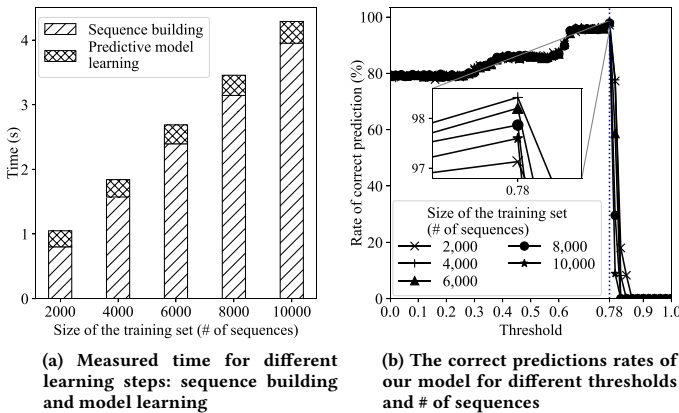 Sequence building
Predictive model
learning
Time (s)
4
3
2
1
0
2000 4000 6000 8000 10000
Size of the training set (# of sequences)
(a) Measured time for different
learning steps: sequence building
and model learning
Rate of correct prediction (%)
100
80
60
40
20
0
98
97
0.78
Size of the training set
(# of sequences)
2,000
4,000
6,000
8,000
10,000
0.0 0.1 0.2 0.3 0.4 0.5 0.6 0.78 0.9 1.0
Threshold
(b) The correct predictions rates of
our model for different thresholds
and # of sequences